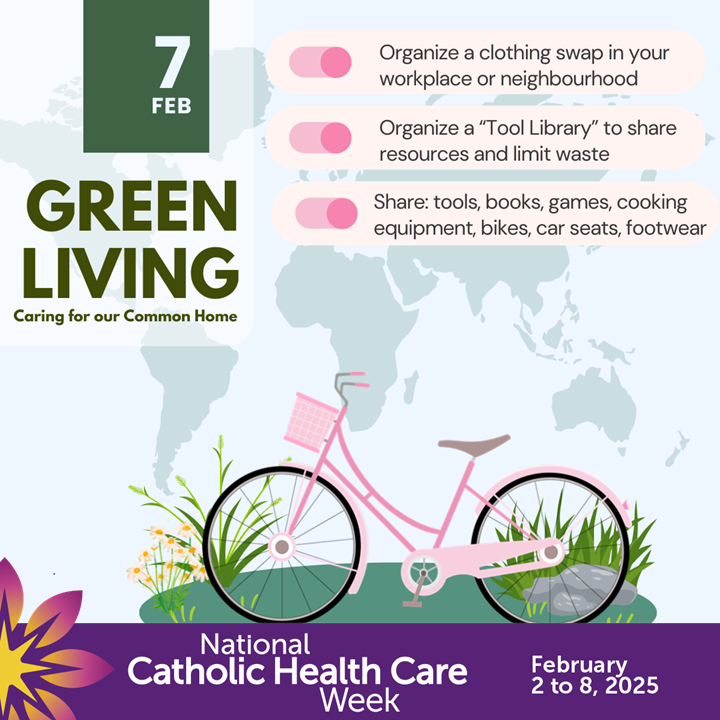 7
FEB
GREEN
LIVING
Caring for our Common Home
Organize a clothing swap in your
workplace or neighbourhood
Organize a “Tool Library” to share
resources and limit waste
Share: tools, books, games, cooking
equipment, bikes, car seats, footwear
National
Catholic Health Care
Week
February
2 to 8, 2025